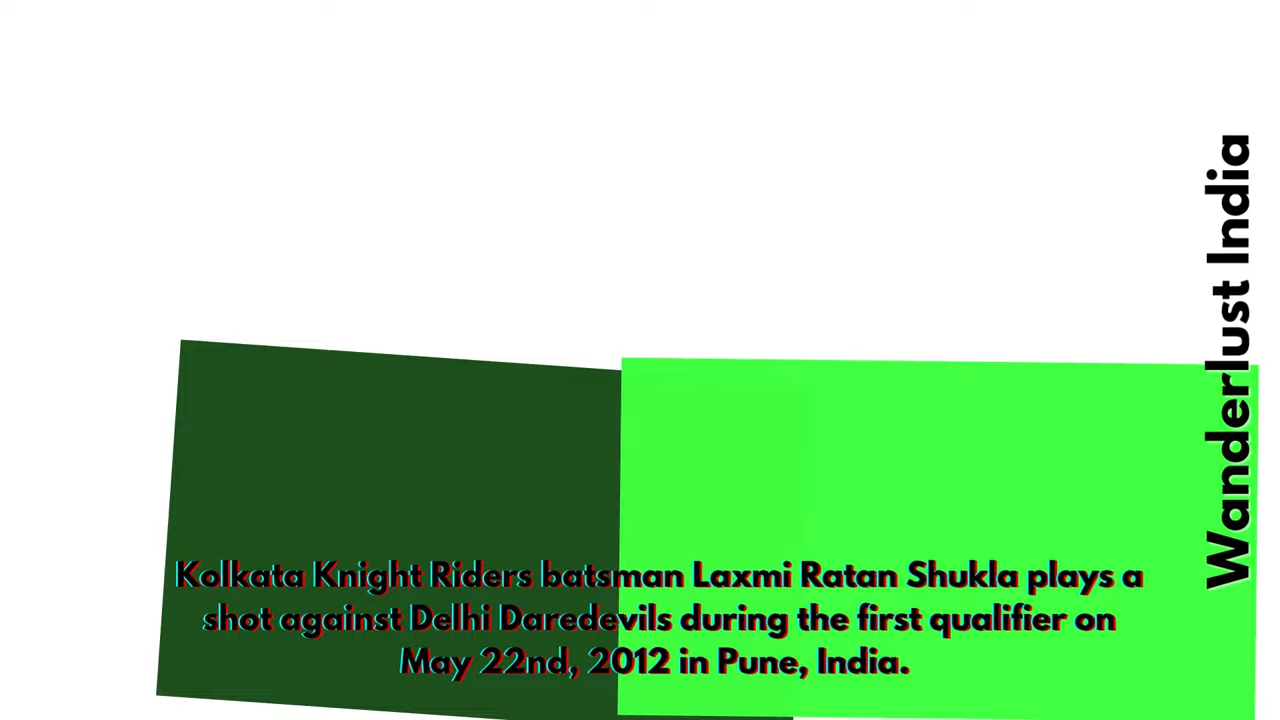 Wanderlust India
Kolkata Knight Riders batsman Laxmi Ratan Shukla plays a
shot against Delhi Daredevils during the first qualifier on
May 22nd, 2012 in Pune, India.